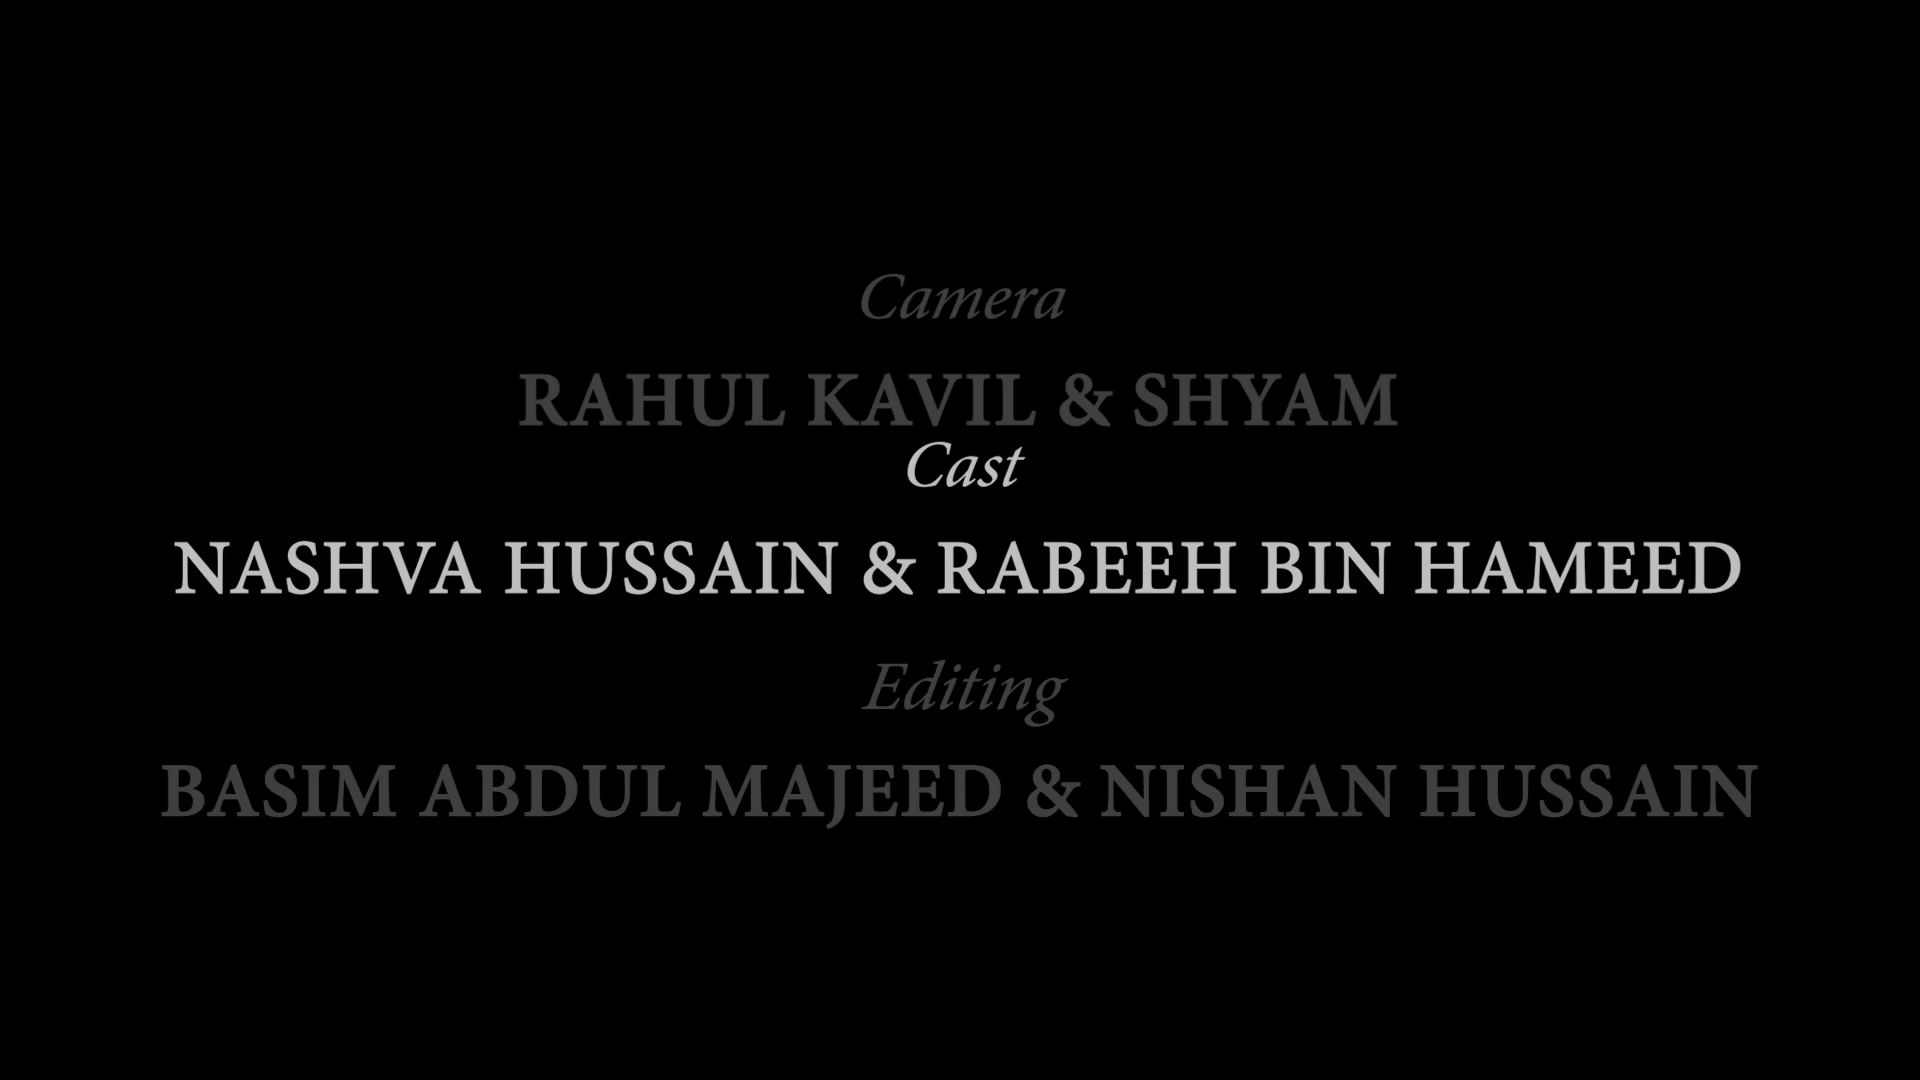 Camera
RAHUL KAVIL & SHYAM
Cast
NASHVA HUSSAIN & RABEEH BIN HAMEED
Editing
BASIM ABDUL MAJEED & NISHAN HUSSAIN